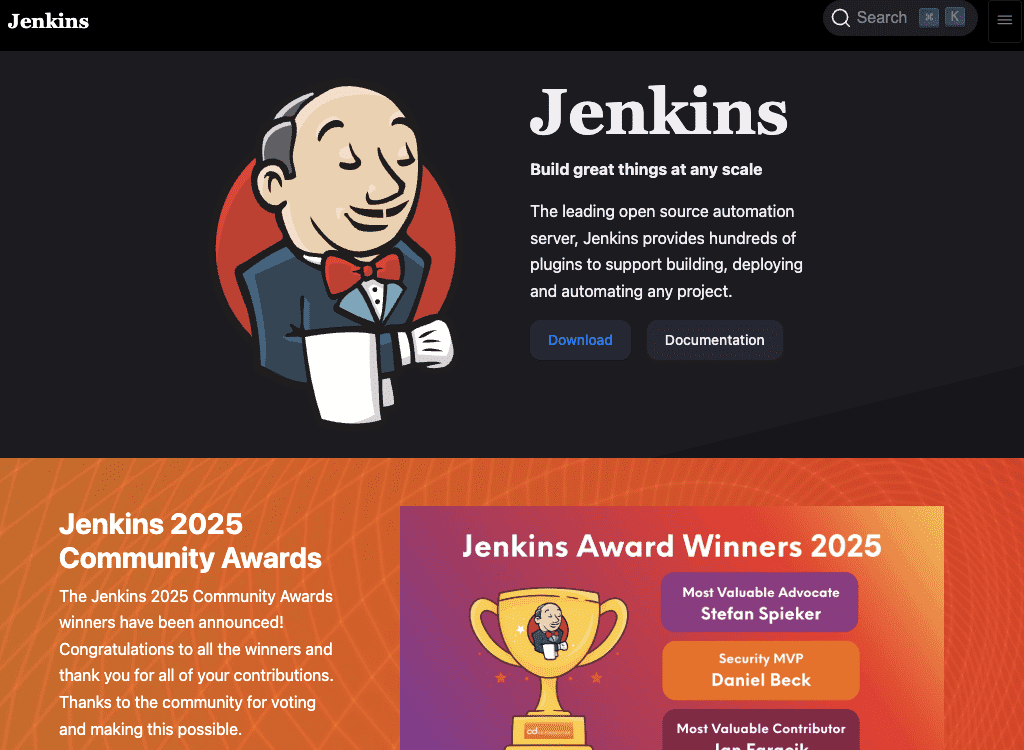 Jenkins
Search ⌘ K
Jenkins
Build great things at any scale
The leading open source automation
server, Jenkins provides hundreds of
plugins to support building, deploying
and automating any project.
Download
Documentation
Jenkins 2025
Community Awards
The Jenkins 2025 Community Awards
winners have been announced!
Congratulations to all the winners and
thank you for all of your contributions.
Thanks to the community for voting
and making this possible.
Jenkins Award Winners 2025
Most Valuable Advocate
Stefan Spieker
Security MVP
Daniel Beck
Most Valuable Contributor